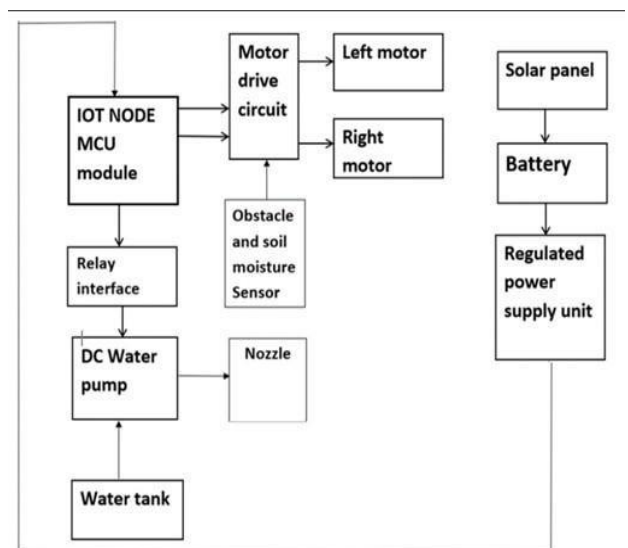 IOT NODE
MCU
module
Motor
drive
circuit
Left motor
Right
motor
Solar panel
Battery
Regulated
power
supply unit
Obstacle
and soil
moisture
Sensor
Relay
interface
DC Water
pump
Nozzle
Water tank